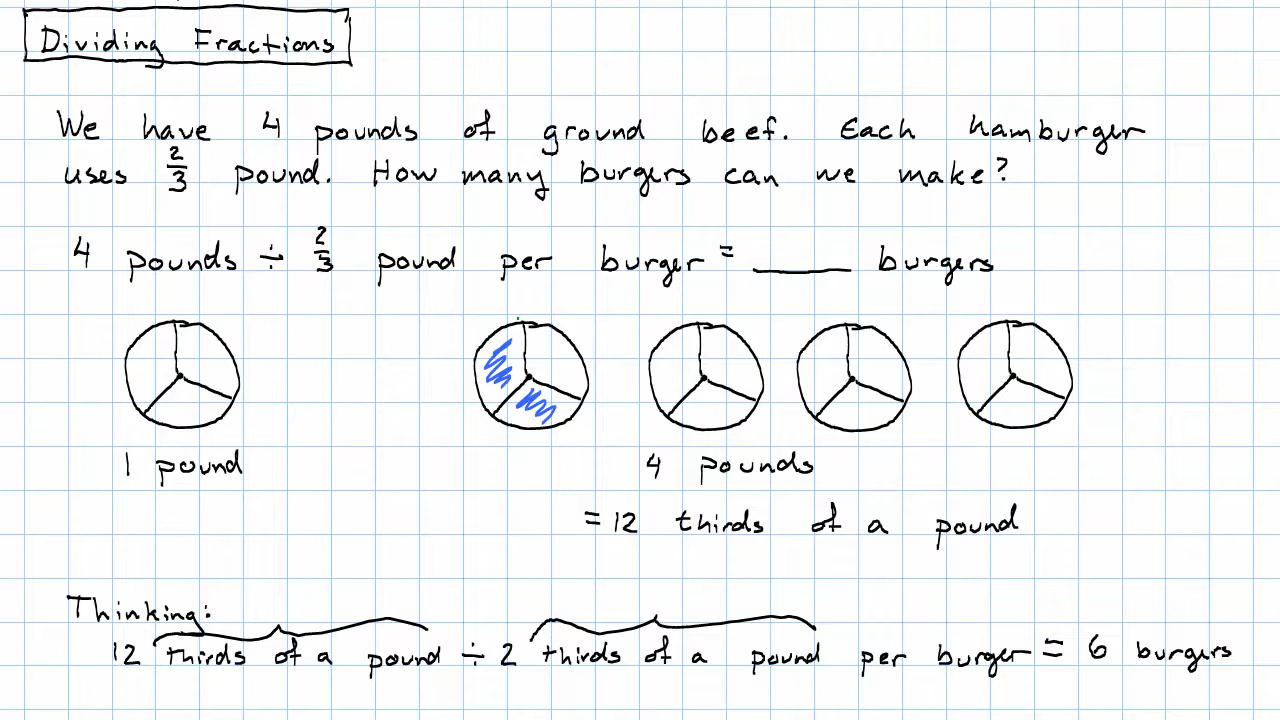 Dividing Fractions
We have 4 pounds of ground beef. Each hamburger
uses 2/3 pound. How many burgers can we make?
4 pounds ÷ 2/3 pound per burger = ____ burgers
1 pound
4 pounds
= 12 thirds of a pound
Thinking:
12 thirds of a pound ÷ 2 thirds of a pound per burger = 6 burgers